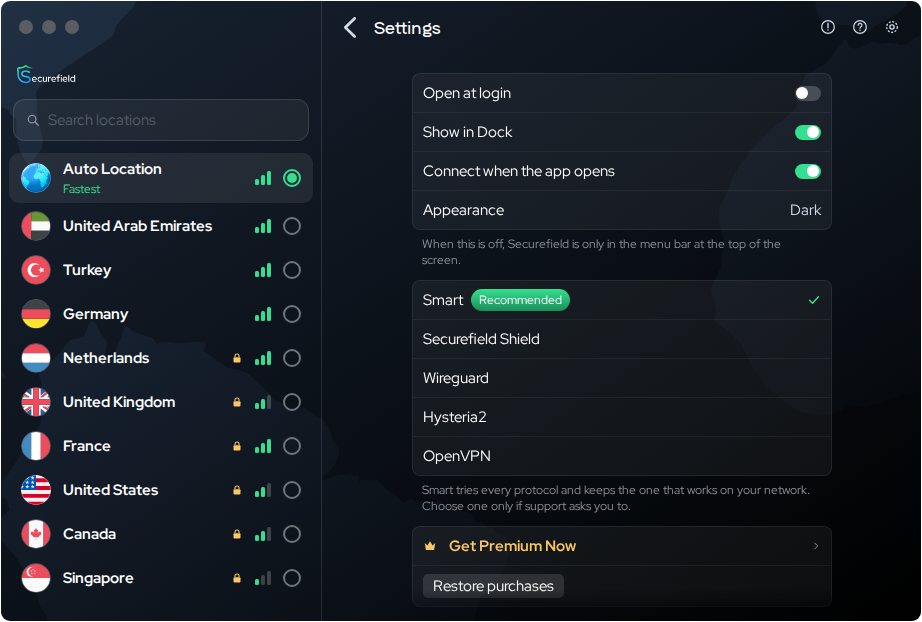 Securefield
Search locations
Auto Location
Fastest
United Arab Emirates
Turkey
Germany
Netherlands
United Kingdom
France
United States
Canada
Singapore
Settings
Open at login
Show in Dock
Connect when the app opens
Appearance Dark
When this is off, Securefield is only in the menu bar at the top of the
screen.
Smart Recommended
Securefield Shield
Wireguard
Hysteria2
OpenVPN
Smart tries every protocol and keeps the one that works on your network.
Choose one only if support asks you to.
Get Premium Now
Restore purchases